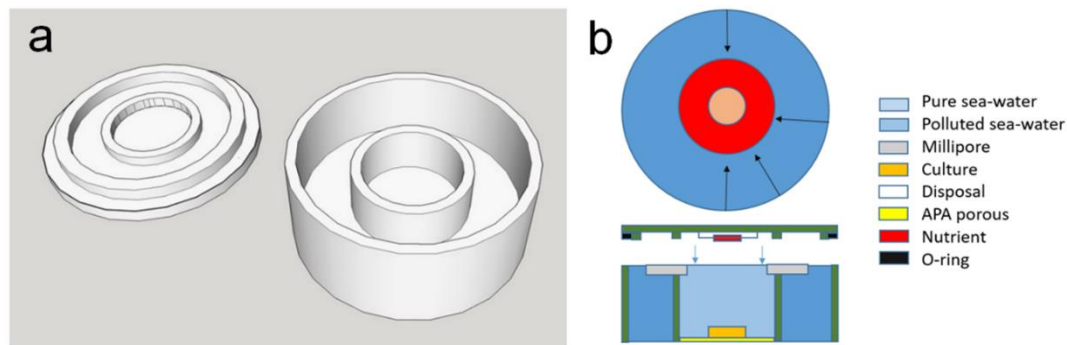 a
b
Pure sea-water
Polluted sea-water
Millipore
Culture
Disposal
APA porous
Nutrient
O-ring